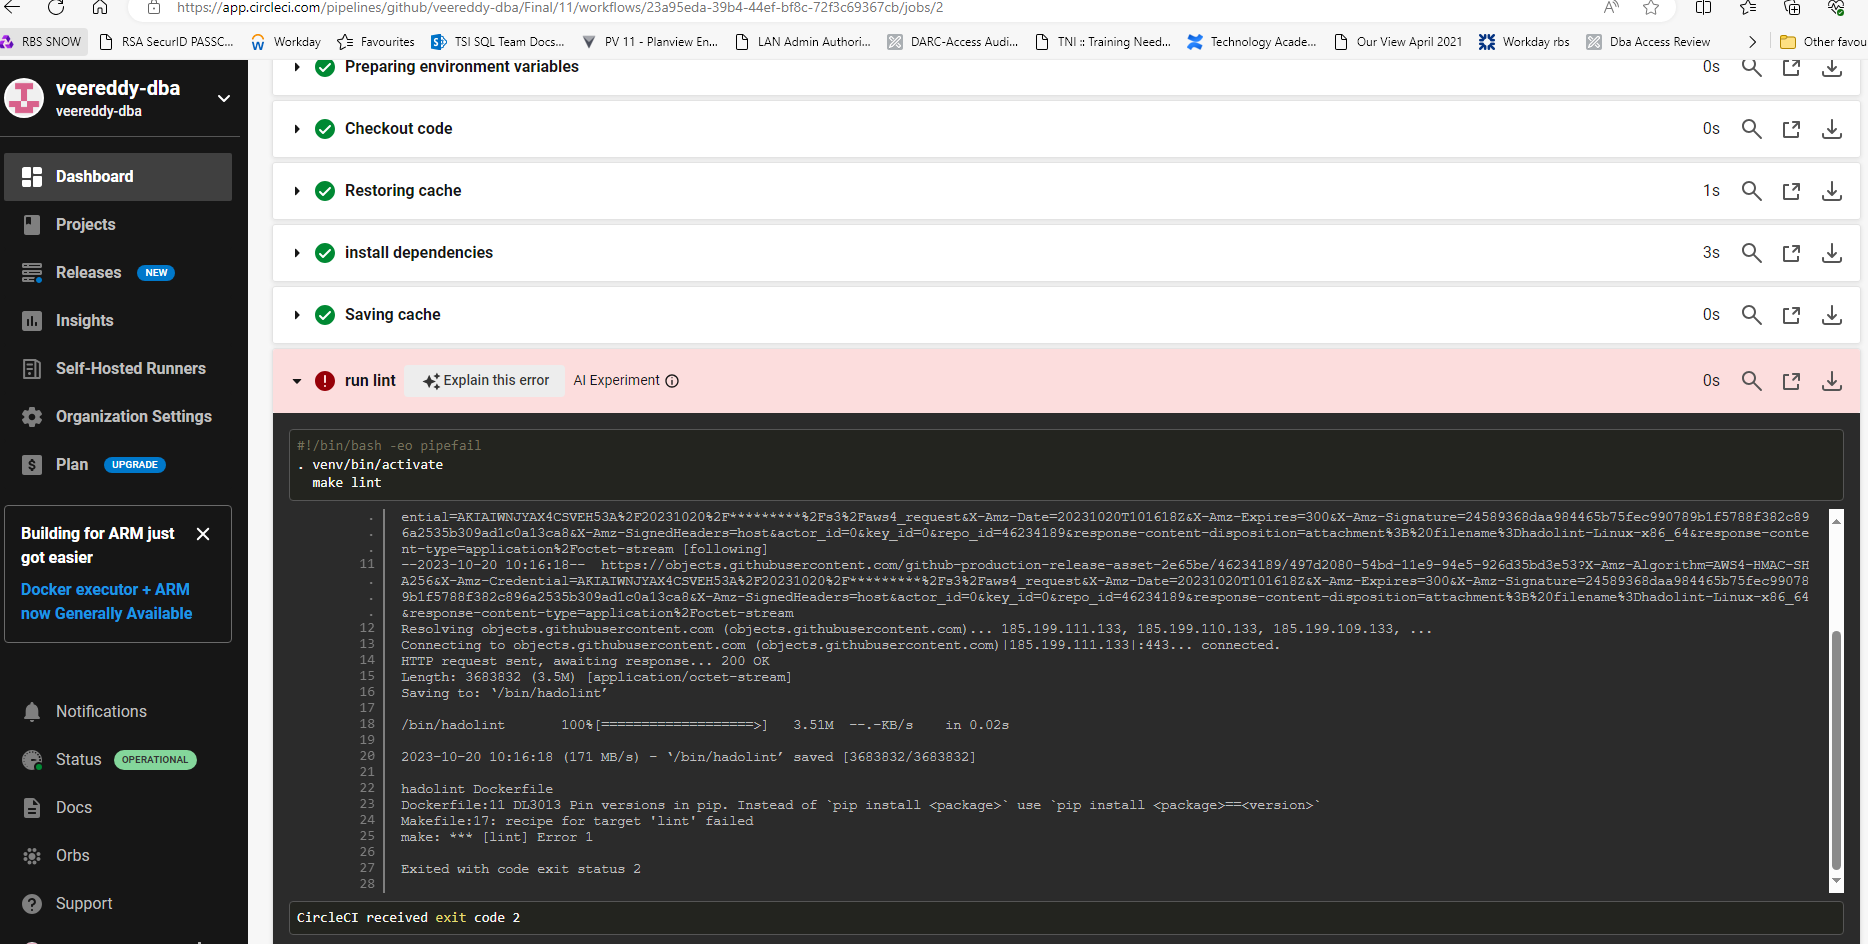 https://app.circleci.com/pipelines/github/veereddy-dba/Final/11/workflows/23a95eda-39b4-44ef-bf8c-72f3c69367cb/jobs/2
RBS SNOW
RSA SecurID PASSC...
Workday
Favourites
TSI SQL Team Docs...
PV 11 - Planview En...
LAN Admin Authori...
DARC-Access Audi...
TNI :: Training Need...
Technology Acade...
Our View April 2021
Workday rbs
Dba Access Review
Other favou
veereddy-dba
veereddy-dba
Dashboard
Projects
Releases NEW
Insights
Self-Hosted Runners
Organization Settings
Plan UPGRADE
Building for ARM just
got easier
Docker executor + ARM
now Generally Available
Notifications
Status OPERATIONAL
Docs
Orbs
Support
Preparing environment variables 0s
Checkout code 0s
Restoring cache 1s
install dependencies 3s
Saving cache 0s
run lint Explain this error AI Experiment 0s
#!/bin/bash -eo pipefail
. venv/bin/activate
make lint
. ential=AKIAIWNJYAX4CSVEH53A%2F20231020%2F*********%2Fs3%2Faws4_request&X-Amz-Date=20231020T101618Z&X-Amz-Expires=300&X-Amz-Signature=24589368daa984465b75fec990789b1f5788f382c89
. 6a2535b309ad1c0a13ca8&X-Amz-SignedHeaders=host&actor_id=0&key_id=0&repo_id=46234189&response-content-disposition=attachment%3B%20filename%3Dhadolint-Linux-x86_64&response-conte
. nt-type=application%2Foctet-stream [following]
11 --2023-10-20 10:16:18--  https://objects.githubusercontent.com/github-production-release-asset-2e65be/46234189/497d2080-54bd-11e9-94e5-926d35bd3e53?X-Amz-Algorithm=AWS4-HMAC-SH
. A256&X-Amz-Credential=AKIAIWNJYAX4CSVEH53A%2F20231020%2F*********%2Fs3%2Faws4_request&X-Amz-Date=20231020T101618Z&X-Amz-Expires=300&X-Amz-Signature=24589368daa984465b75fec99078
. 9b1f5788f382c896a2535b309ad1c0a13ca8&X-Amz-SignedHeaders=host&actor_id=0&key_id=0&repo_id=46234189&response-content-disposition=attachment%3B%20filename%3Dhadolint-Linux-x86_64
. &response-content-type=application%2Foctet-stream
12 Resolving objects.githubusercontent.com (objects.githubusercontent.com)... 185.199.111.133, 185.199.110.133, 185.199.109.133, ...
13 Connecting to objects.githubusercontent.com (objects.githubusercontent.com)|185.199.111.133|:443... connected.
14 HTTP request sent, awaiting response... 200 OK
15 Length: 3683832 (3.5M) [application/octet-stream]
16 Saving to: ‘/bin/hadolint’
17
18 /bin/hadolint       100%[===================>]   3.51M  --.-KB/s    in 0.02s
19
20 2023-10-20 10:16:18 (171 MB/s) - ‘/bin/hadolint’ saved [3683832/3683832]
21
22 hadolint Dockerfile
23 Dockerfile:11 DL3013 Pin versions in pip. Instead of `pip install <package>` use `pip install <package>==<version>`
24 Makefile:17: recipe for target 'lint' failed
25 make: *** [lint] Error 1
26
27 Exited with code exit status 2
28
CircleCI received exit code 2